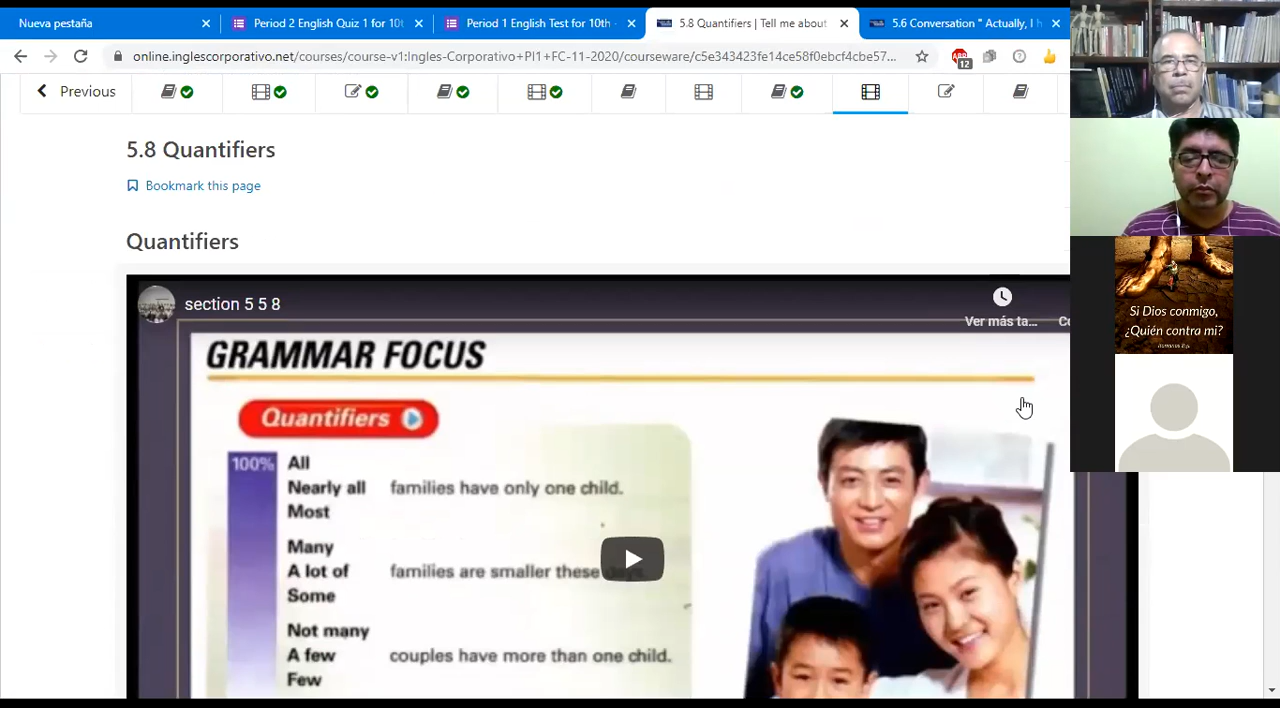 Nueva pestaña
Period 2 English Quiz 1 for 10t
Period 1 English Test for 10th
5.8 Quantifiers | Tell me about
5.6 Conversation " Actually, I h
online.inglescorporativo.net/courses/course-v1:Ingles-Corporativo+PI1+FC-11-2020/courseware/c5e343423fe14ce58f0ebcf4cbe57...
12
Previous
5.8 Quantifiers
Bookmark this page
Quantifiers
section 5 5 8
Ver más ta...
Co
GRAMMAR FOCUS
Quantifiers
100%
All
Nearly all families have only one child.
Most
Many
A lot of families are smaller these days.
Some
Not many
A few couples have more than one child.
Few
Si Dios conmigo,
¿Quién contra mi?